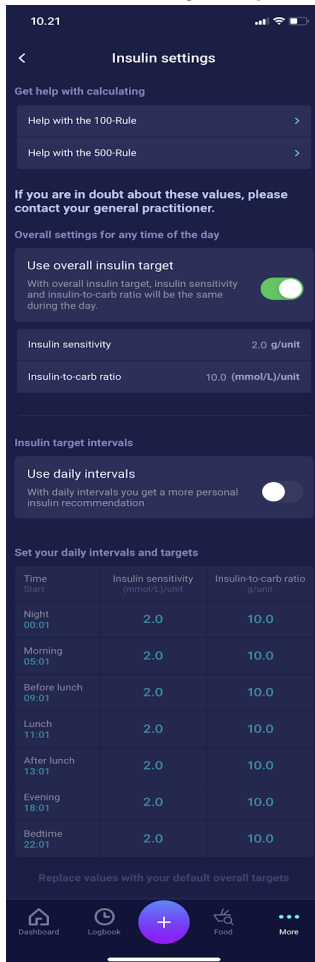 10.21
Insulin settings
Get help with calculating
Help with the 100-Rule
Help with the 500-Rule
If you are in doubt about these values, please
contact your general practitioner.
Overall settings for any time of the day
Use overall insulin target
With overall insulin target, insulin sensitivity
and insulin-to-carb ratio will be the same
during the day.
Insulin sensitivity 2.0 g/unit
Insulin-to-carb ratio 10.0 (mmol/L)/unit
Insulin target intervals
Use daily intervals
With daily intervals you get a more personal
insulin recommendation
Set your daily intervals and targets
Time Insulin sensitivity Insulin-to-carb ratio
Start (mmol/L)/unit g/unit
Night
00:01 2.0 10.0
Morning
05:01 2.0 10.0
Before lunch
09:01 2.0 10.0
Lunch
11:01 2.0 10.0
After lunch
13:01 2.0 10.0
Evening
18:01 2.0 10.0
Bedtime
22:01 2.0 10.0
Replace values with your default overall targets
Dashboard Logbook Food More